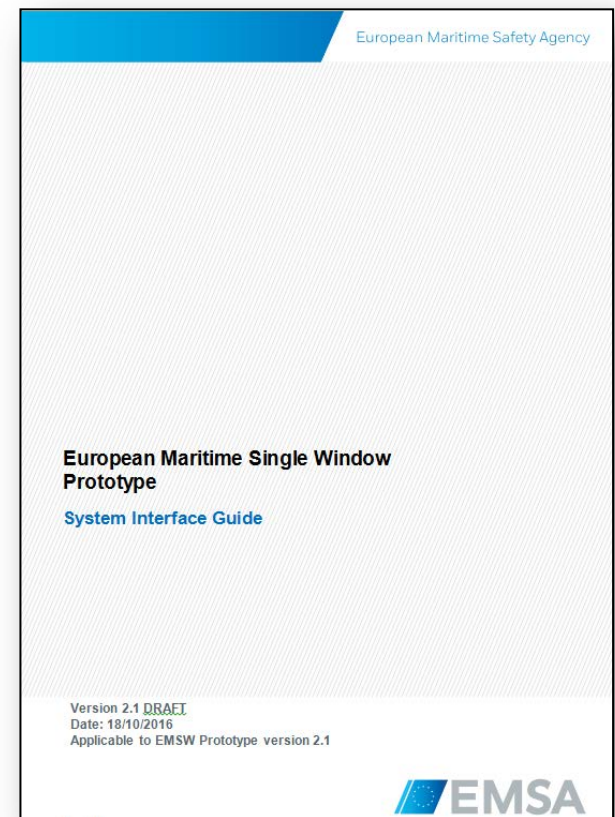 European Maritime Safety Agency
European Maritime Single Window
Prototype
System Interface Guide
Version 2.1 DRAFT
Date: 18/10/2016
Applicable to EMSW Prototype version 2.1
EMSA